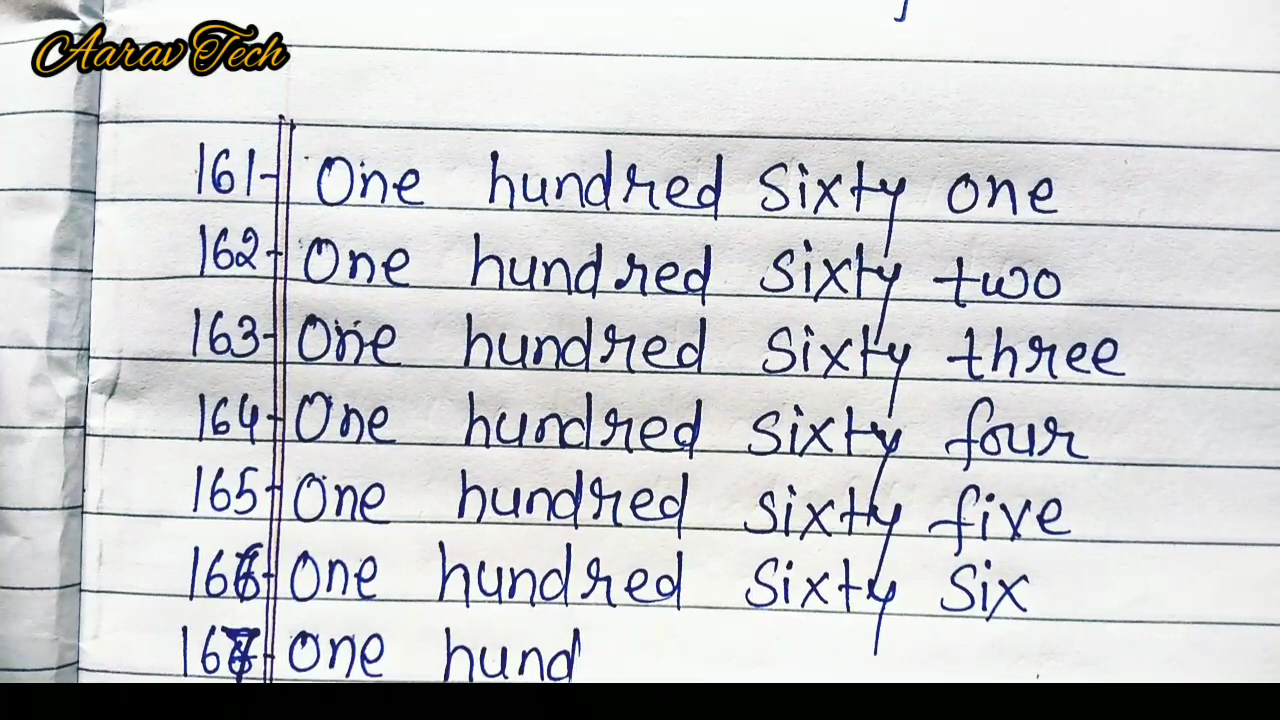 Aarav Tech
161- One hundred sixty one
162- One hundred sixty two
163- One hundred sixty three
164- One hundred sixty four
165- One hundred sixty five
166- One hundred sixty six
167- One hund